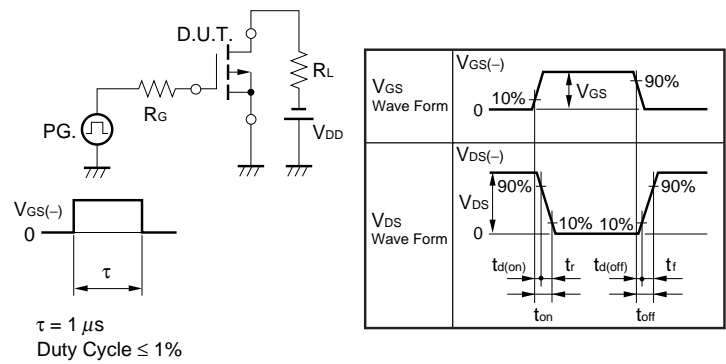 D.U.T.
RL
RG
PG.
VDD
VGS(−)
0
τ
τ = 1 μs
Duty Cycle ≤ 1%
VGS
Wave Form
VGS(−)
10%
VGS
90%
0
VDS
Wave Form
VDS(−)
90%
VDS
10%
10%
90%
0
td(on)
tr
td(off)
tf
ton
toff